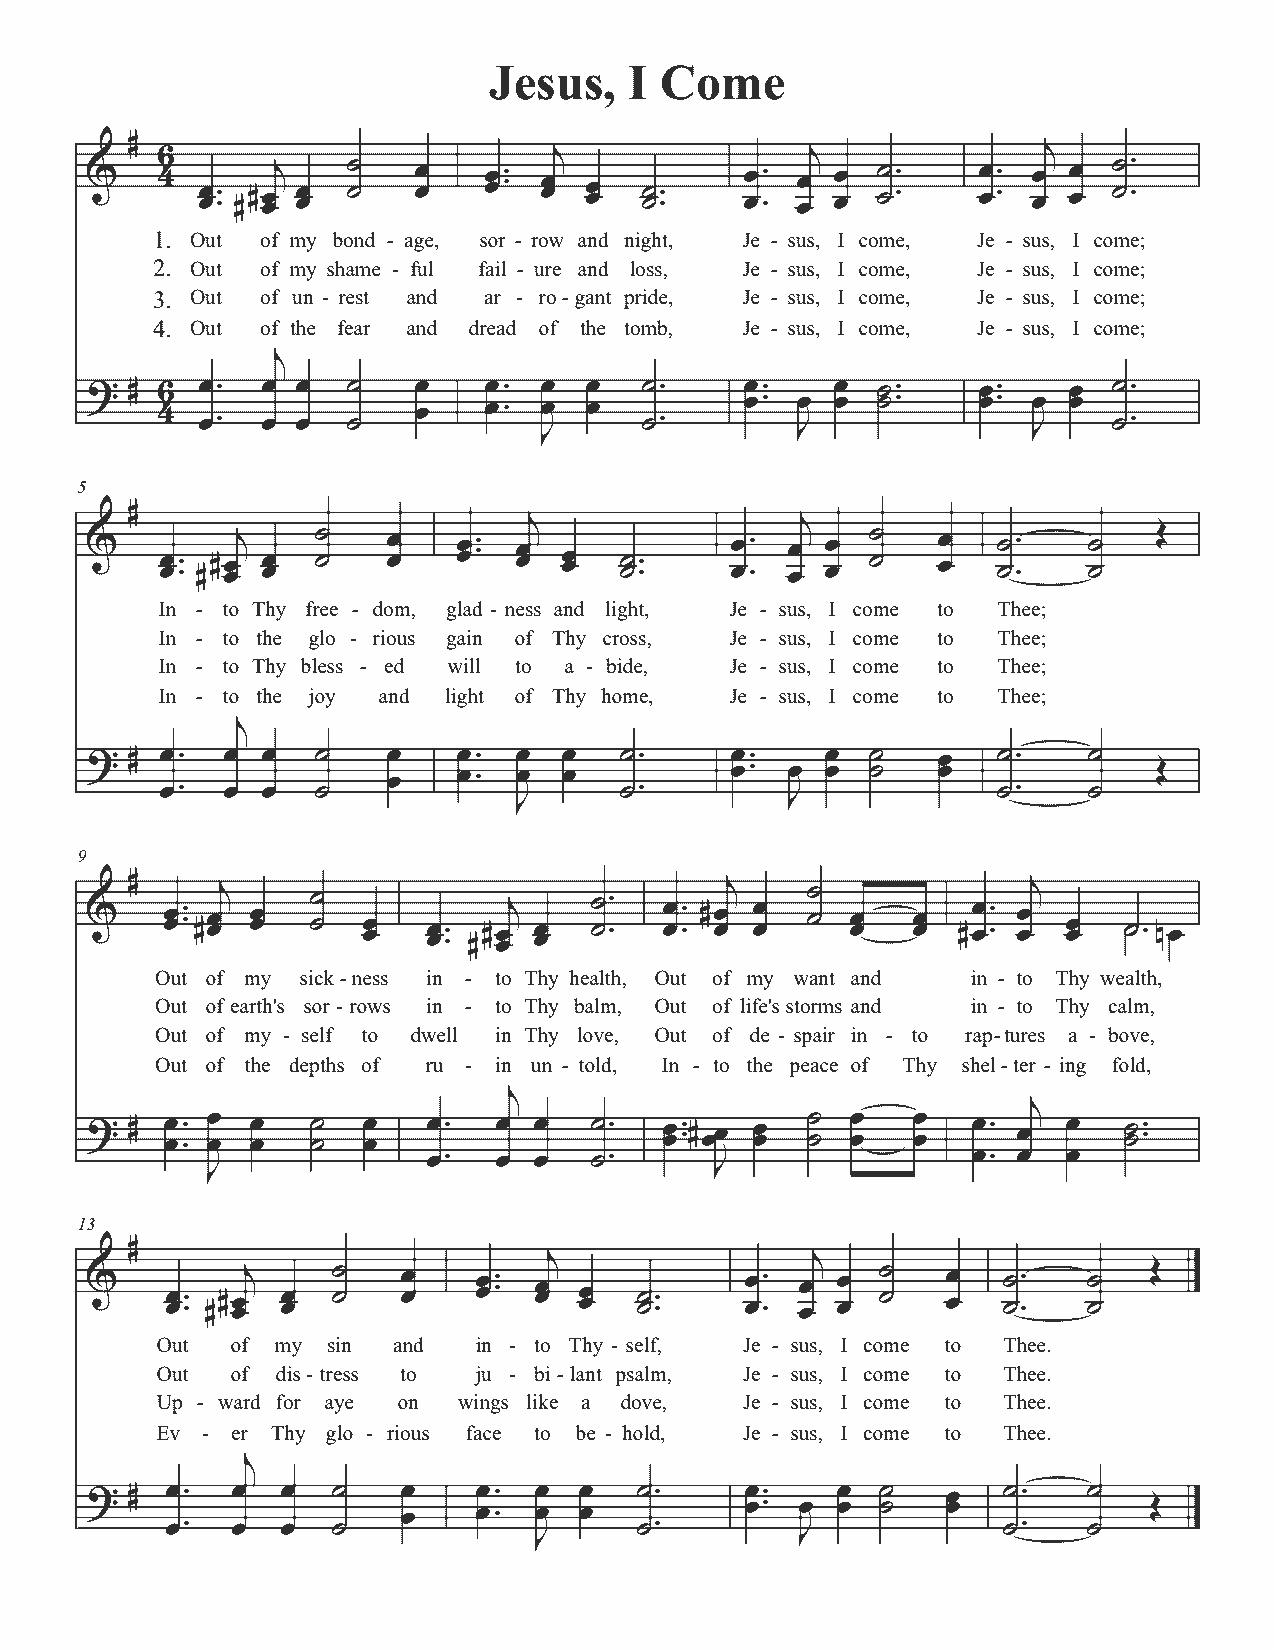 Jesus, I Come
6
4
1. Out of my bond - age, sor - row and night, Je - sus, I come, Je - sus, I come;
2. Out of my shame - ful fail - ure and loss, Je - sus, I come, Je - sus, I come;
3. Out of un - rest and ar - ro - gant pride, Je - sus, I come, Je - sus, I come;
4. Out of the fear and dread of the tomb, Je - sus, I come, Je - sus, I come;
6
4
5
In - to Thy free - dom, glad - ness and light, Je - sus, I come to Thee;
In - to the glo - rious gain of Thy cross, Je - sus, I come to Thee;
In - to Thy bless - ed will to a - bide, Je - sus, I come to Thee;
In - to the joy and light of Thy home, Je - sus, I come to Thee;
9
Out of my sick - ness in - to Thy health, Out of my want and in - to Thy wealth,
Out of earth's sor - rows in - to Thy balm, Out of life's storms and in - to Thy calm,
Out of my - self to dwell in Thy love, Out of de - spair in - to rap - tures a - bove,
Out of the depths of ru - in un - told, In - to the peace of Thy shel - ter - ing fold,
13
Out of my sin and in - to Thy - self, Je - sus, I come to Thee.
Out of dis - tress to ju - bi - lant psalm, Je - sus, I come to Thee.
Up - ward for aye on wings like a dove, Je - sus, I come to Thee.
Ev - er Thy glo - rious face to be - hold, Je - sus, I come to Thee.